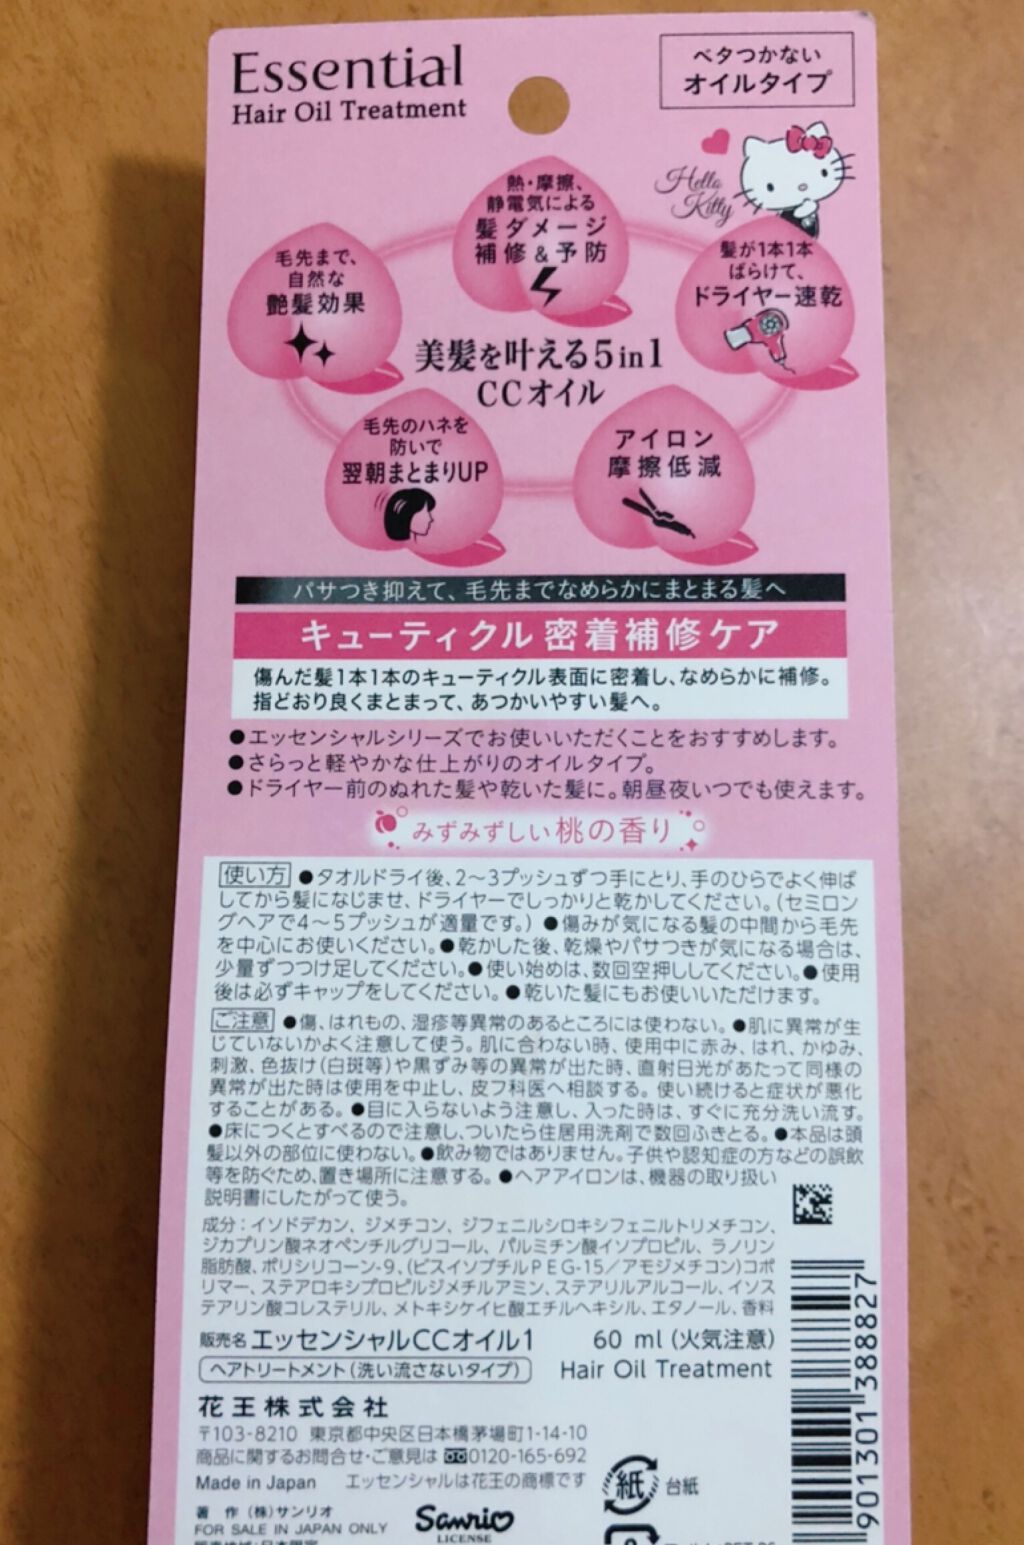 Essential
Hair Oil Treatment
ベタつかない
オイルタイプ
Hello
Kitty
熱・摩擦、
静電気による
髪ダメージ
補修&予防
毛先まで、
自然な
艶髪効果
髪が1本1本
ばらけて、
ドライヤー速乾
美髪を叶える5in1
CCオイル
毛先のハネを
防いで
翌朝まとまりUP
アイロン
摩擦低減
パサつき抑えて、毛先までなめらかにまとまる髪へ
キューティクル密着補修ケア
傷んだ髪1本1本のキューティクル表面に密着し、なめらかに補修。
指どおり良くまとまって、あつかいやすい髪へ。
●エッセンシャルシリーズでお使いいただくことをおすすめします。
●さらっと軽やかな仕上がりのオイルタイプ。
●ドライヤー前のぬれた髪や乾いた髪に。朝昼夜いつでも使えます。
みずみずしい桃の香り
使い方 ●タオルドライ後、2〜3プッシュずつ手にとり、手のひらでよく伸ば
してから髪になじませ、ドライヤーでしっかりと乾かしてください。(セミロン
グヘアで4〜5プッシュが適量です。) ●傷みが気になる髪の中間から毛先
を中心にお使いください。●乾かした後、乾燥やパサつきが気になる場合は、
少量ずつつけ足してください。●使い始めは、数回空押ししてください。●使用
後は必ずキャップをしてください。●乾いた髪にもお使いいただけます。
ご注意 ●傷、はれもの、湿疹等異常のあるところには使わない。●肌に異常が生
じていないかよく注意して使う。肌に合わない時、使用中に赤み、はれ、かゆみ、
刺激、色抜け(白斑等)や黒ずみ等の異常が出た時、直射日光があたって同様の
異常が出た時は使用を中止し、皮フ科医へ相談する。使い続けると症状が悪化
することがある。●目に入らないよう注意し、入った時は、すぐに充分洗い流す。
●床につくとすべるので注意し、ついたら住居用洗剤で数回ふきとる。●本品は頭
髪以外の部位に使わない。●飲み物ではありません。子供や認知症の方などの誤飲
等を防ぐため、置き場所に注意する。●ヘアアイロンは、機器の取り扱い
説明書にしたがって使う。
成分:イソドデカン、ジメチコン、ジフェニルシロキシフェニルトリメチコン、
ジカプリン酸ネオペンチルグリコール、パルミチン酸イソプロピル、ラノリン
脂肪酸、ポリシリコーン-9、(ビスイソブチルPEG-15/アモジメチコン)コポ
リマー、ステアロキシプロピルジメチルアミン、ステアリルアルコール、イソス
テアリン酸コレステリル、メトキシケイヒ酸エチルヘキシル、エタノール、香料
販売名 エッセンシャルCCオイル1 60 ml (火気注意)
ヘアトリートメント(洗い流さないタイプ) Hair Oil Treatment
花王株式会社
〒103-8210 東京都中央区日本橋茅場町1-14-10
商品に関するお問合せ・ご意見は 0120-165-692
Made in Japan エッセンシャルは花王の商標です
紙 台紙
著 作 (株)サンリオ
FOR SALE IN JAPAN ONLY
Sanrio
LICENSE
901301 388827